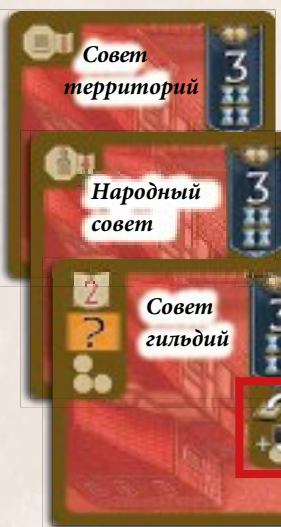 Совет
территорий
3
Народный
совет
3
2
?
Совет
гильдий
+